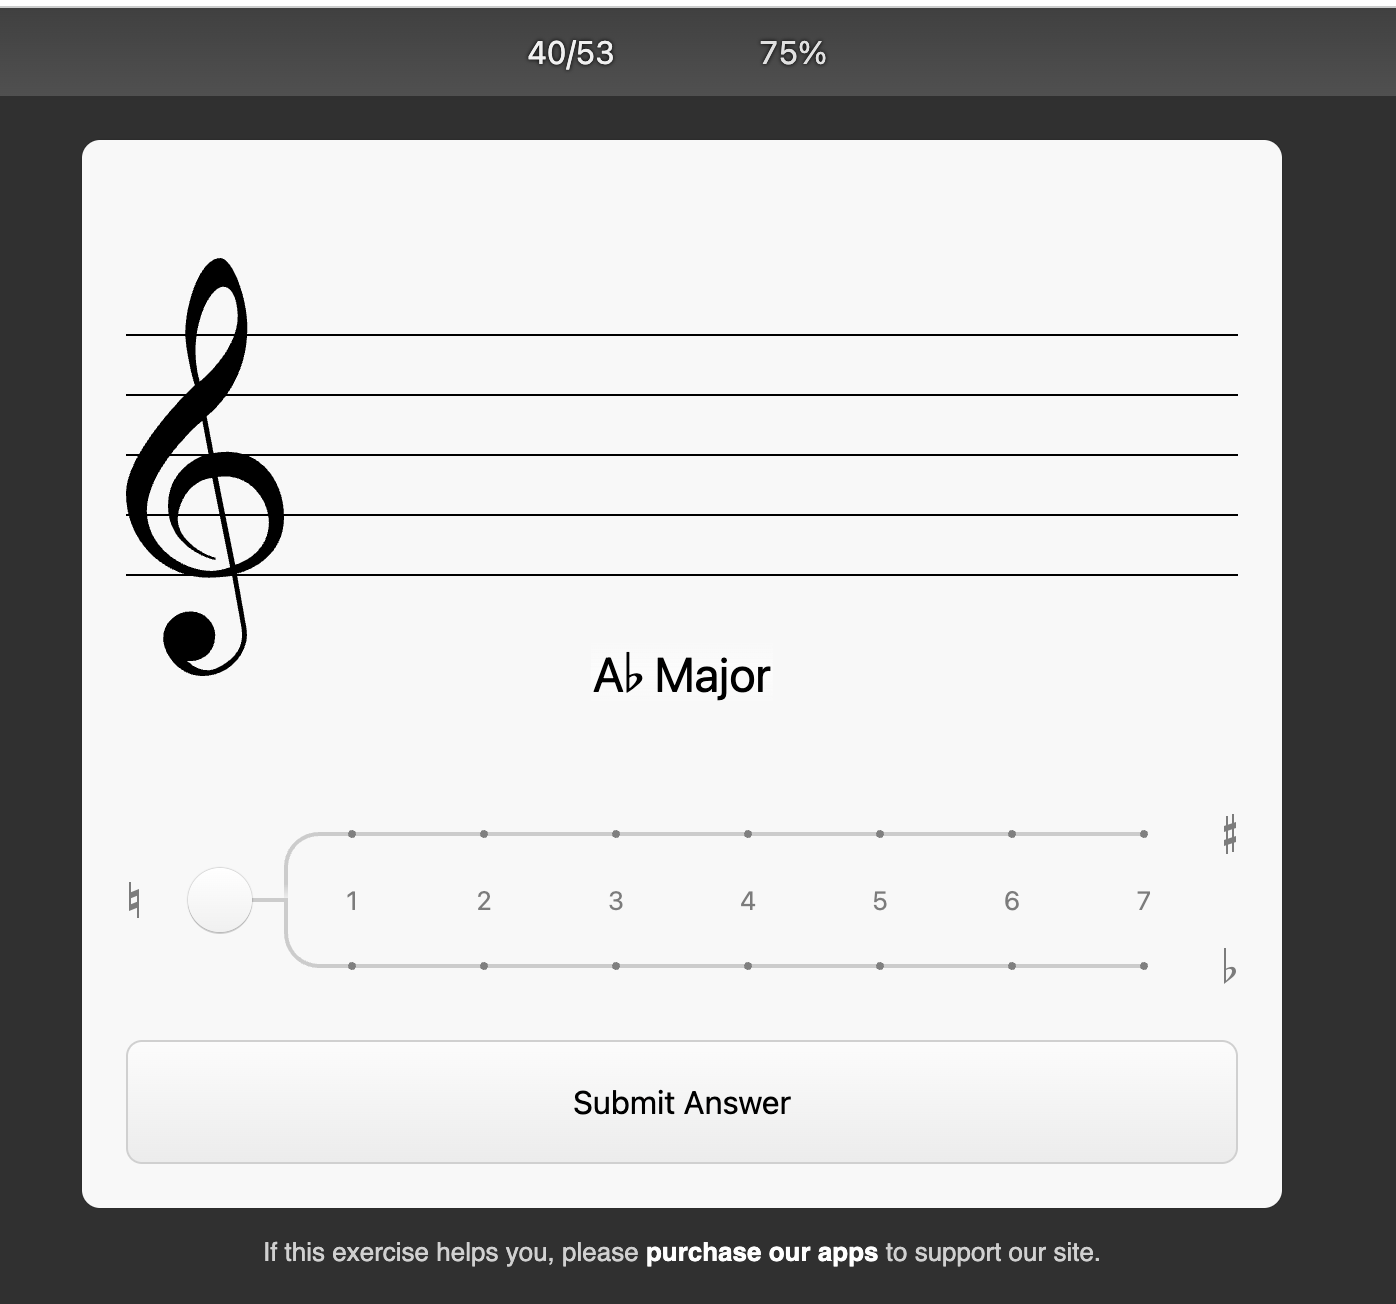 40/53 75%
A♭ Major
♯
♮ 1 2 3 4 5 6 7
♭
Submit Answer
If this exercise helps you, please purchase our apps to support our site.